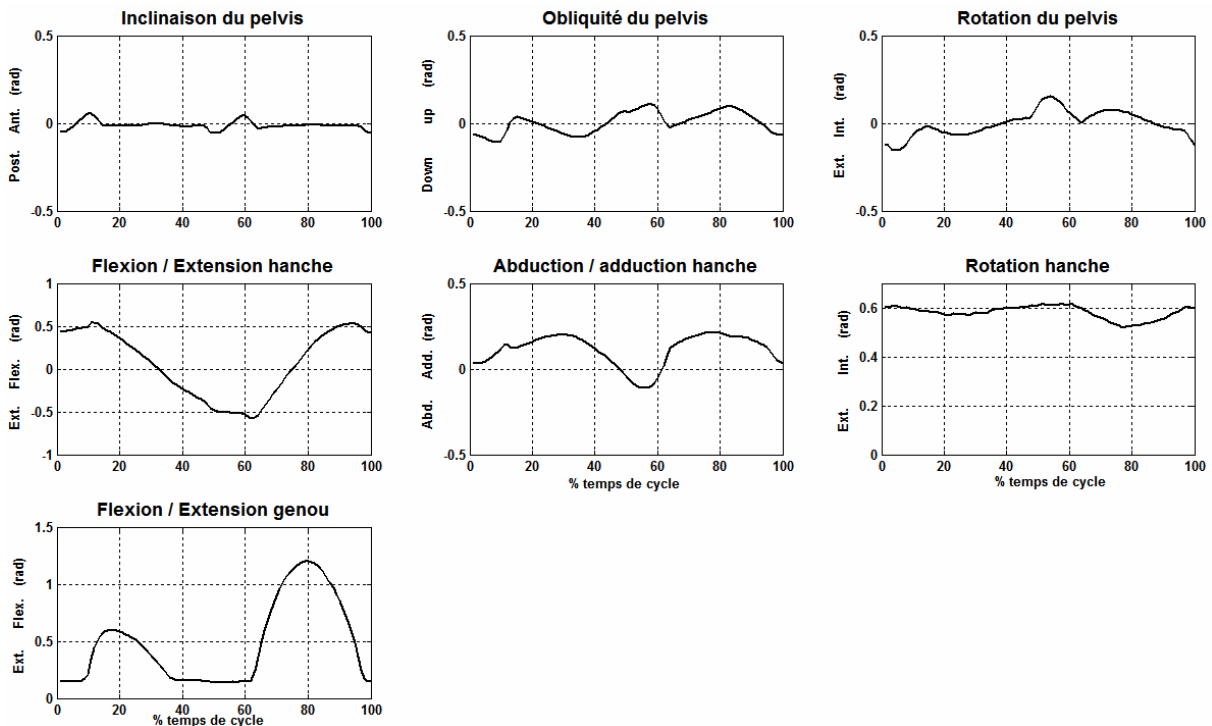 Inclinaison du pelvis
Post. Ant. (rad)
0.5
0
-0.5
0 20 40 60 80 100
Obliquité du pelvis
Down up (rad)
0.5
0
-0.5
0 20 40 60 80 100
Rotation du pelvis
Ext. Int. (rad)
0.5
0
-0.5
0 20 40 60 80 100
Flexion / Extension hanche
Ext. Flex. (rad)
1
0.5
0
-0.5
-1
0 20 40 60 80 100
Abduction / adduction hanche
Abd. Add. (rad)
0.5
0
-0.5
0 20 40 60 80 100
% temps de cycle
Rotation hanche
Ext. Int. (rad)
0.6
0.4
0.2
0
0 20 40 60 80 100
% temps de cycle
Flexion / Extension genou
Ext. Flex. (rad)
1.5
1
0.5
0
0 20 40 60 80 100
% temps de cycle